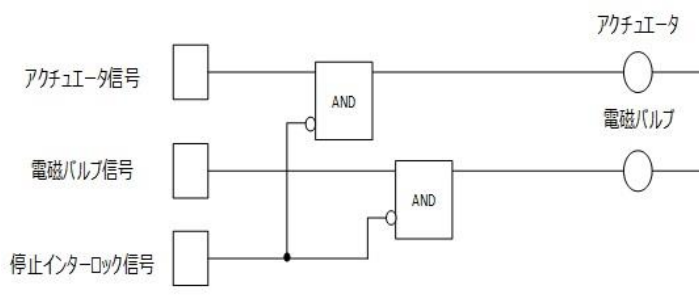 アクチュエータ
アクチュエータ信号
AND
電磁バルブ
電磁バルブ信号
AND
停止インターロック信号